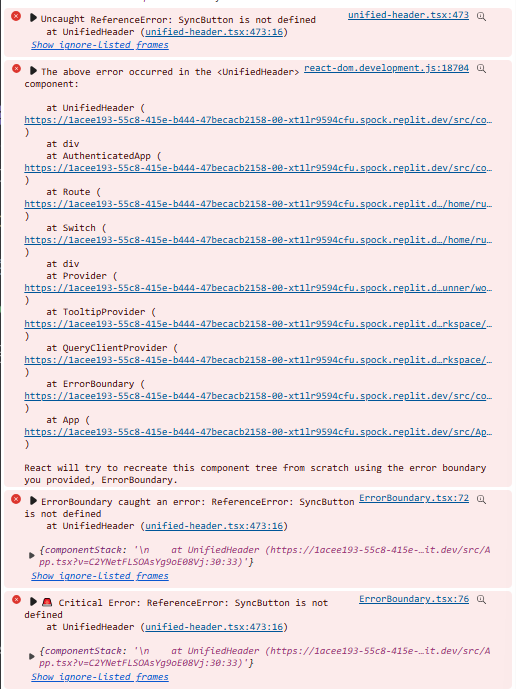 Uncaught ReferenceError: SyncButton is not defined unified-header.tsx:473
at UnifiedHeader (unified-header.tsx:473:16)
Show ignore-listed frames
The above error occurred in the <UnifiedHeader> react-dom.development.js:18704
component:
at UnifiedHeader (
https://1acee193-55c8-415e-b444-47becacb2158-00-xt1lr9594cfu.spock.replit.dev/src/co…
)
at div
at AuthenticatedApp (
https://1acee193-55c8-415e-b444-47becacb2158-00-xt1lr9594cfu.spock.replit.dev/src/co…
)
at Route (
https://1acee193-55c8-415e-b444-47becacb2158-00-xt1lr9594cfu.spock.replit.d…/home/ru…
)
at Switch (
https://1acee193-55c8-415e-b444-47becacb2158-00-xt1lr9594cfu.spock.replit.d…/home/ru…
)
at div
at Provider (
https://1acee193-55c8-415e-b444-47becacb2158-00-xt1lr9594cfu.spock.replit.d…unner/wo…
)
at TooltipProvider (
https://1acee193-55c8-415e-b444-47becacb2158-00-xt1lr9594cfu.spock.replit.d…rkspace/…
)
at QueryClientProvider (
https://1acee193-55c8-415e-b444-47becacb2158-00-xt1lr9594cfu.spock.replit.d…rkspace/…
)
at ErrorBoundary (
https://1acee193-55c8-415e-b444-47becacb2158-00-xt1lr9594cfu.spock.replit.dev/src/co…
)
at App (
https://1acee193-55c8-415e-b444-47becacb2158-00-xt1lr9594cfu.spock.replit.dev/src/Ap…
)
React will try to recreate this component tree from scratch using the error boundary
you provided, ErrorBoundary.
ErrorBoundary caught an error: ReferenceError: SyncButton ErrorBoundary.tsx:72
is not defined
at UnifiedHeader (unified-header.tsx:473:16)
{componentStack: '\n    at UnifiedHeader (https://1acee193-55c8-415e-…it.dev/src/A
pp.tsx?v=C2YNetFLSOAsYg9oE08Vj:30:33)'}
Show ignore-listed frames
🚨 Critical Error: ReferenceError: SyncButton is not ErrorBoundary.tsx:76
defined
at UnifiedHeader (unified-header.tsx:473:16)
{componentStack: '\n    at UnifiedHeader (https://1acee193-55c8-415e-…it.dev/src/A
pp.tsx?v=C2YNetFLSOAsYg9oE08Vj:30:33)'}
Show ignore-listed frames